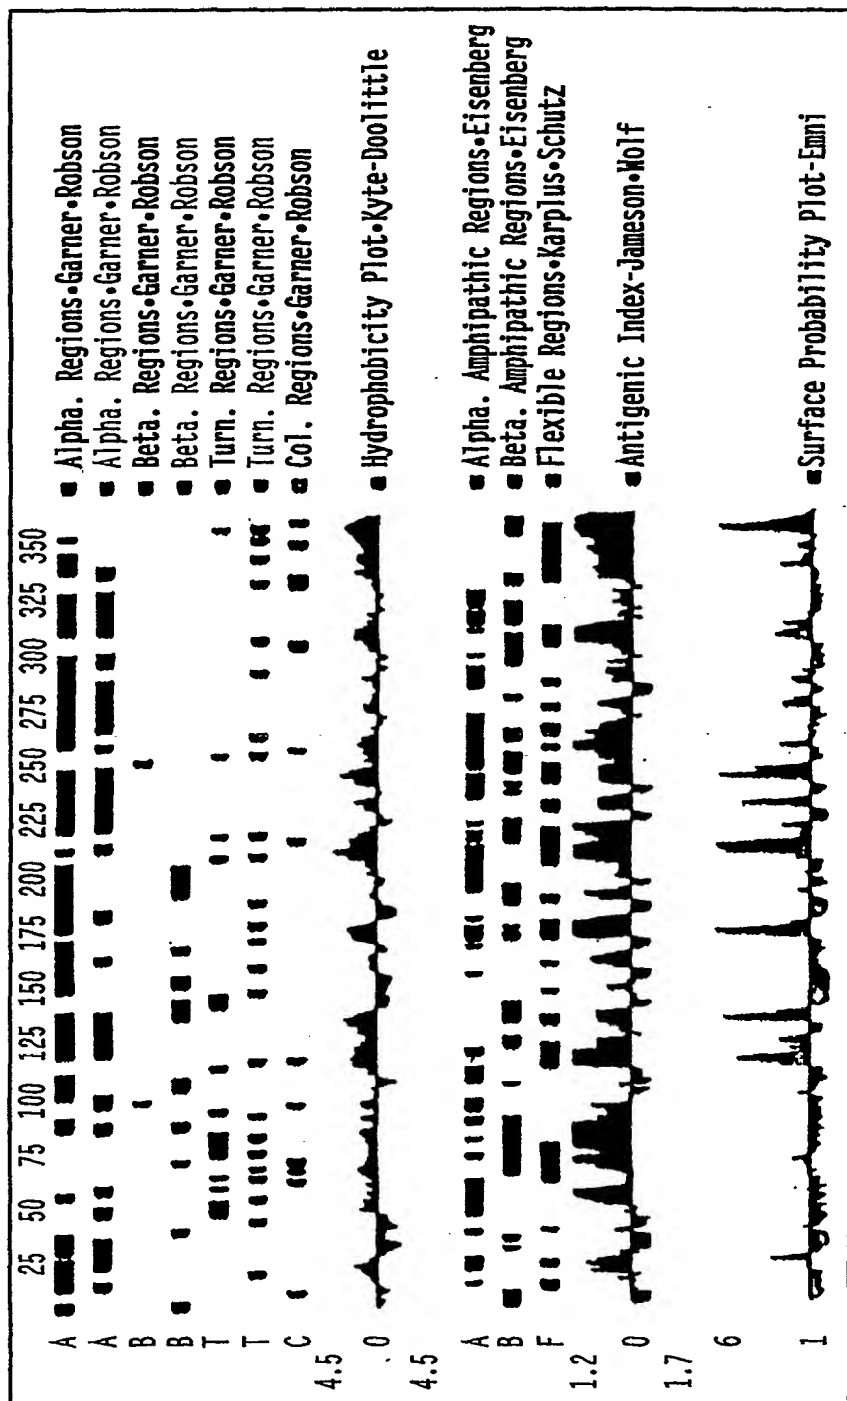 25 50 75 100 125 150 175 200 225 250 275 300 325 350
A Alpha. Regions•Garner•Robson
A Alpha. Regions•Garner•Robson
B Beta. Regions•Garner•Robson
B Beta. Regions•Garner•Robson
T Turn. Regions•Garner•Robson
T Turn. Regions•Garner•Robson
C Col. Regions•Garner•Robson
4.5
0 Hydrophobicity Plot•Kyte-Doolittle
4.5
A Alpha. Amphipathic Regions•Eisenberg
B Beta. Amphipathic Regions•Eisenberg
F Flexible Regions•Karplus•Schutz
1.2
0 Antigenic Index-Jameson•Wolf
1.7
6
1 Surface Probability Plot-Emni